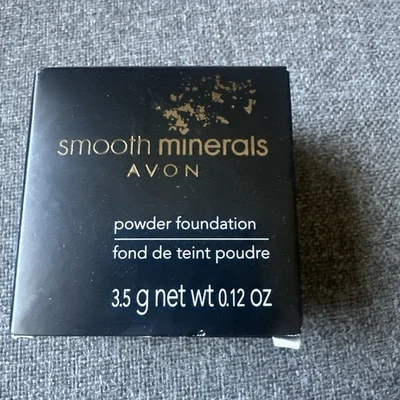 smooth minerals
AVON
powder foundation
fond de teint poudre
3.5 g net wt 0.12 oz